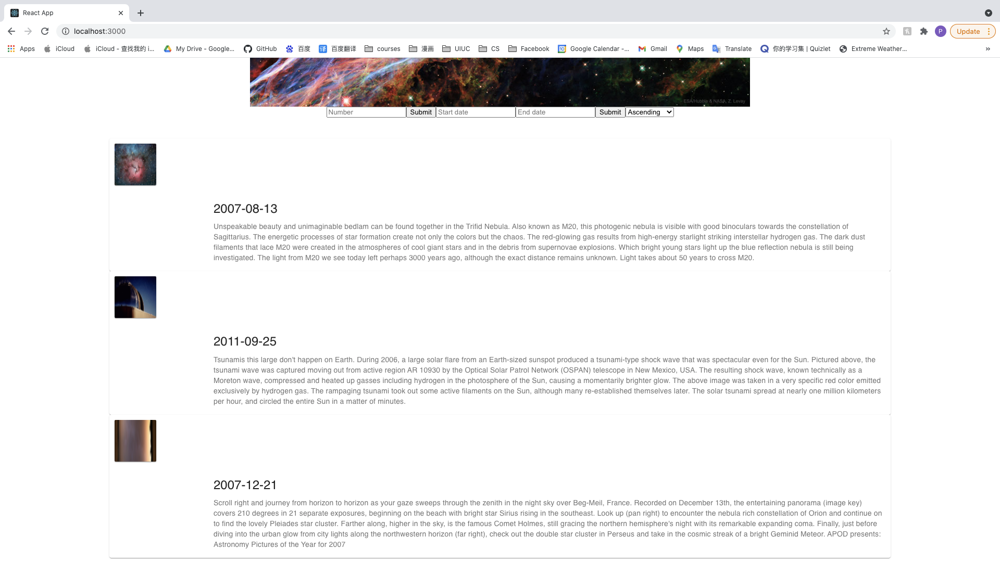 React App
localhost:3000
P
Update
Apps
iCloud
iCloud - 查找我的 i...
My Drive - Google...
GitHub
百度
译
百度翻译
courses
漫画
UIUC
CS
Facebook
10
Google Calendar -...
Gmail
Maps
Translate
你的学习集 | Quizlet
Extreme Weather...
»
ESA/Hubble & NASA, Z. Levay
Number
Submit
Start date
End date
Submit
Ascending
2007-08-13
Unspeakable beauty and unimaginable bedlam can be found together in the Trifid Nebula. Also known as M20, this photogenic nebula is visible with good binoculars towards the constellation of
Sagittarius. The energetic processes of star formation create not only the colors but the chaos. The red-glowing gas results from high-energy starlight striking interstellar hydrogen gas. The dark dust
filaments that lace M20 were created in the atmospheres of cool giant stars and in the debris from supernovae explosions. Which bright young stars light up the blue reflection nebula is still being
investigated. The light from M20 we see today left perhaps 3000 years ago, although the exact distance remains unknown. Light takes about 50 years to cross M20.
2011-09-25
Tsunamis this large don't happen on Earth. During 2006, a large solar flare from an Earth-sized sunspot produced a tsunami-type shock wave that was spectacular even for the Sun. Pictured above, the
tsunami wave was captured moving out from active region AR 10930 by the Optical Solar Patrol Network (OSPAN) telescope in New Mexico, USA. The resulting shock wave, known technically as a
Moreton wave, compressed and heated up gasses including hydrogen in the photosphere of the Sun, causing a momentarily brighter glow. The above image was taken in a very specific red color emitted
exclusively by hydrogen gas. The rampaging tsunami took out some active filaments on the Sun, although many re-established themselves later. The solar tsunami spread at nearly one million kilometers
per hour, and circled the entire Sun in a matter of minutes.
2007-12-21
Scroll right and journey from horizon to horizon as your gaze sweeps through the zenith in the night sky over Beg-Meil, France. Recorded on December 13th, the entertaining panorama (image key)
covers 210 degrees in 21 separate exposures, beginning on the beach with bright star Sirius rising in the southeast. Look up (pan right) to encounter the nebula rich constellation of Orion and continue on
to find the lovely Pleiades star cluster. Farther along, higher in the sky, is the famous Comet Holmes, still gracing the northern hemisphere's night with its remarkable expanding coma. Finally, just before
diving into the urban glow from city lights along the northwestern horizon (far right), check out the double star cluster in Perseus and take in the cosmic streak of a bright Geminid Meteor. APOD presents:
Astronomy Pictures of the Year for 2007